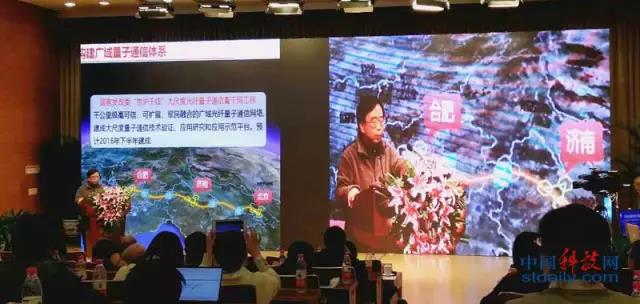 构建广域量子通信体系
国家发改委“京沪干线”大尺度光纤量子通信骨干网工程
千公里级高可信、可扩展、军民融合的广域光纤量子通信网络,
建成大尺度量子通信技术验证、应用研究和应用示范平台。预
计2016年下半年建成
合肥
济南
北京
合肥
济南
中国科技网
stdaily.com